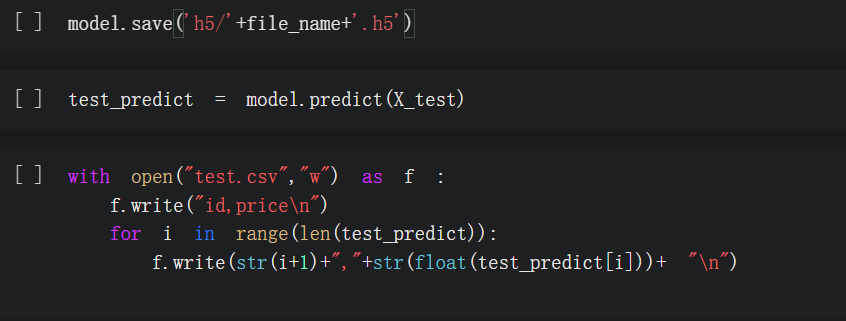 [ ] model.save('h5/'+file_name+'.h5')
[ ] test_predict = model.predict(X_test)
[ ] with open("test.csv","w") as f :
f.write("id,price\n")
for i in range(len(test_predict)):
f.write(str(i+1)+","+str(float(test_predict[i]))+ "\n")